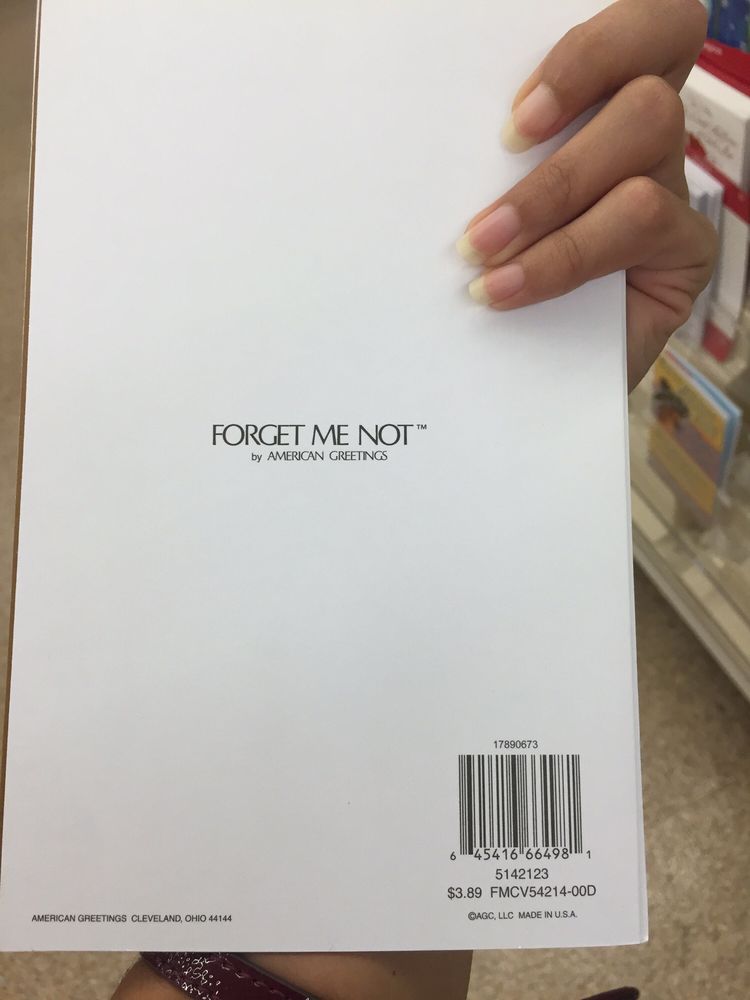 FORGET ME NOT™
by AMERICAN GREETINGS
17890673
6 45416 66498 1
5142123
$3.89 FMCV54214-00D
AMERICAN GREETINGS CLEVELAND, OHIO 44144
©AGC, LLC MADE IN U.S.A.